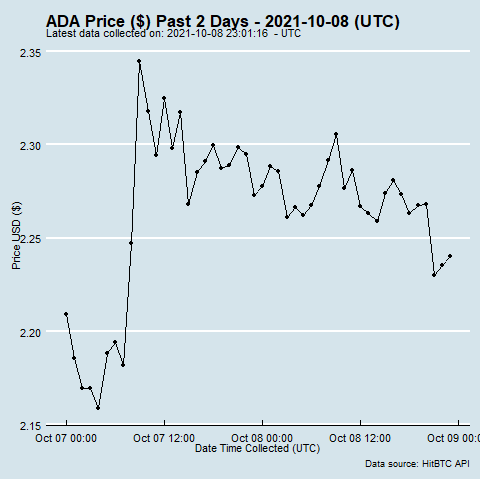 ADA Price ($) Past 2 Days - 2021-10-08 (UTC)
Latest data collected on: 2021-10-08 23:01:16 - UTC
2.35
2.30
2.25
2.20
2.15
Price USD ($)
Oct 07 00:00 Oct 07 12:00 Oct 08 00:00 Oct 08 12:00 Oct 09 00:00
Date Time Collected (UTC)
Data source: HitBTC API